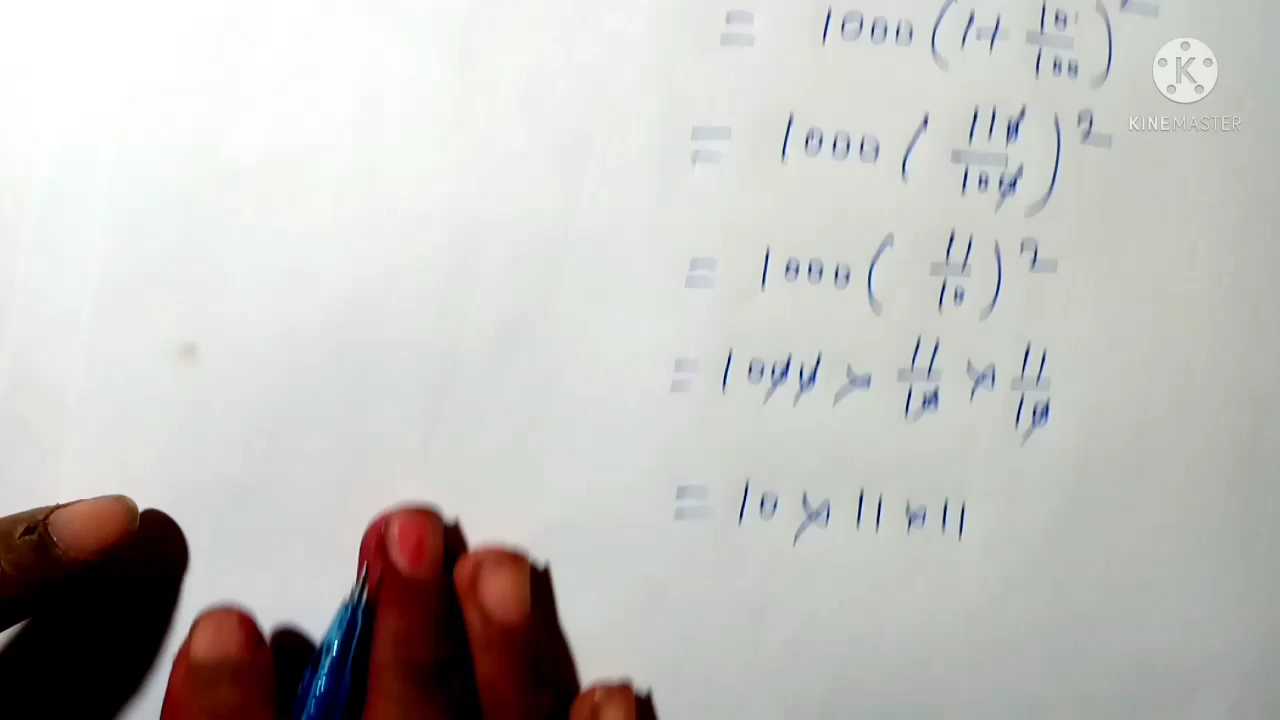 = 1000 (1+ 10/100)²
= 1000 (110/100)²
= 1000 (11/10)²
= 1000 × 11/10 × 11/10
= 10 × 11 × 11
K
KINEMASTER